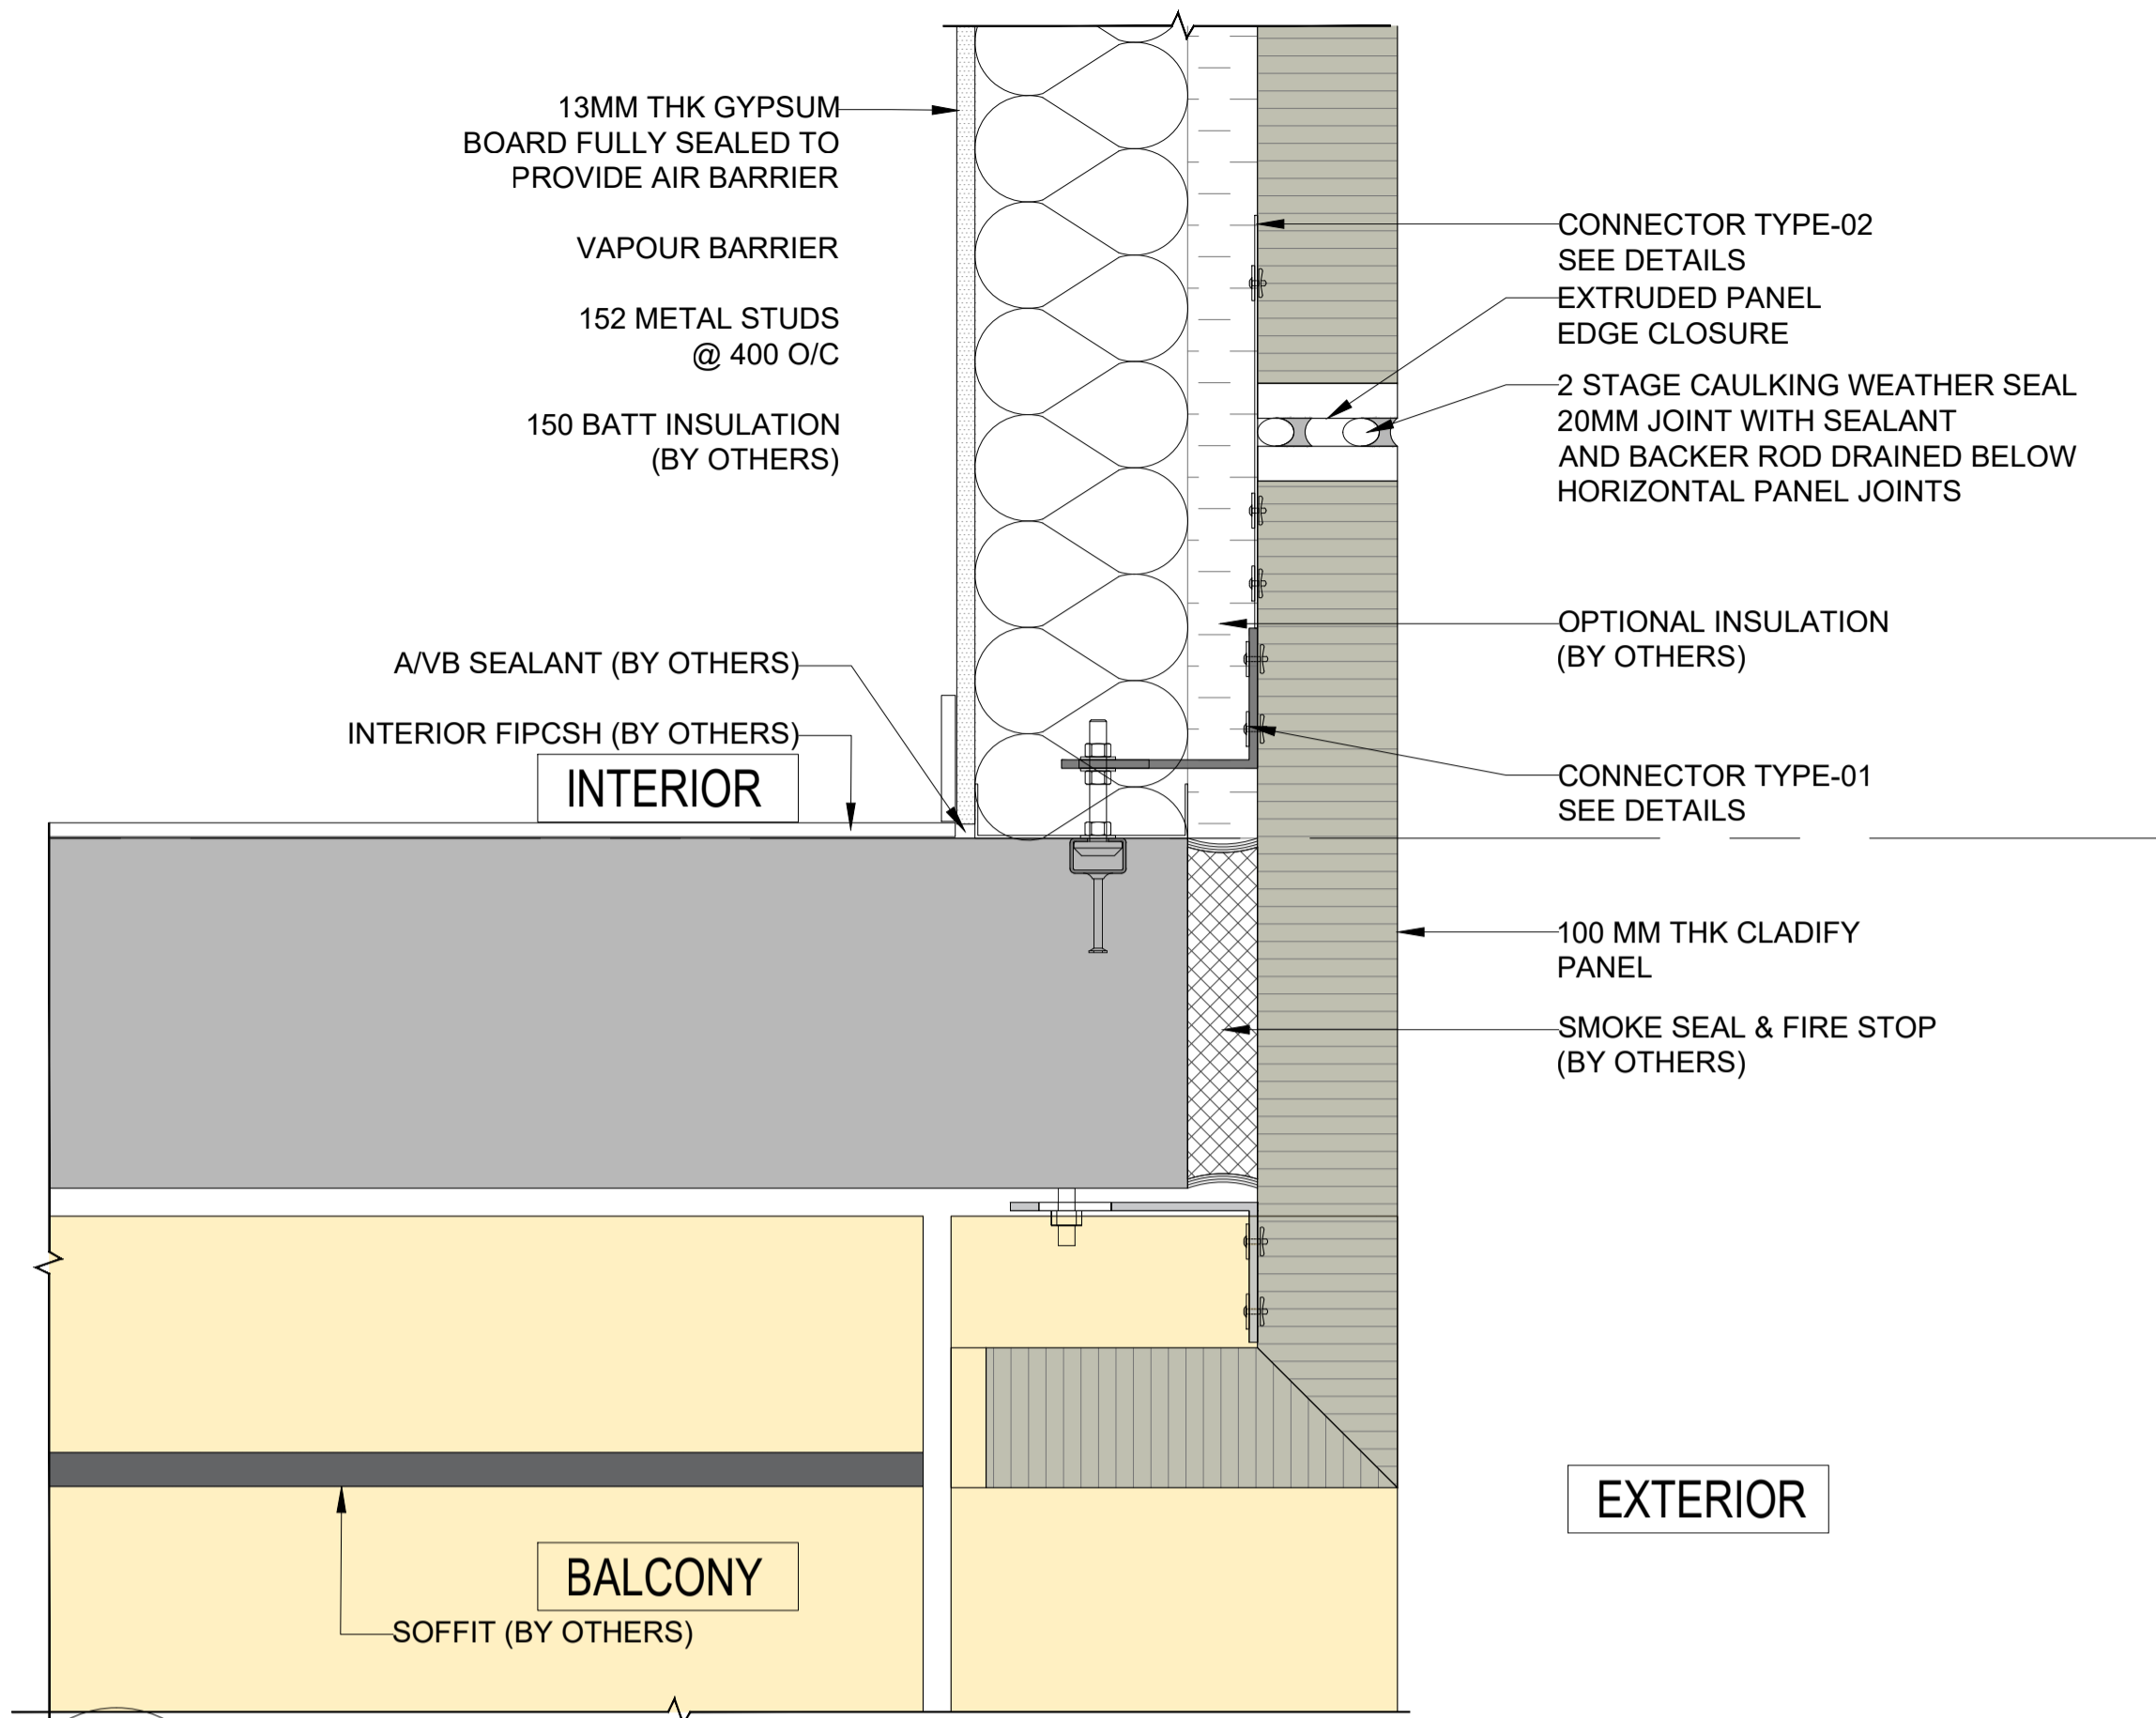 13MM THK GYPSUM
BOARD FULLY SEALED TO
PROVIDE AIR BARRIER
VAPOUR BARRIER
152 METAL STUDS
@ 400 O/C
150 BATT INSULATION
(BY OTHERS)
A/VB SEALANT (BY OTHERS)
INTERIOR FIPCSH (BY OTHERS)
INTERIOR
CONNECTOR TYPE-02
SEE DETAILS
EXTRUDED PANEL
EDGE CLOSURE
2 STAGE CAULKING WEATHER SEAL
20MM JOINT WITH SEALANT
AND BACKER ROD DRAINED BELOW
HORIZONTAL PANEL JOINTS
OPTIONAL INSULATION
(BY OTHERS)
CONNECTOR TYPE-01
SEE DETAILS
100 MM THK CLADIFY
PANEL
SMOKE SEAL & FIRE STOP
(BY OTHERS)
EXTERIOR
BALCONY
SOFFIT (BY OTHERS)